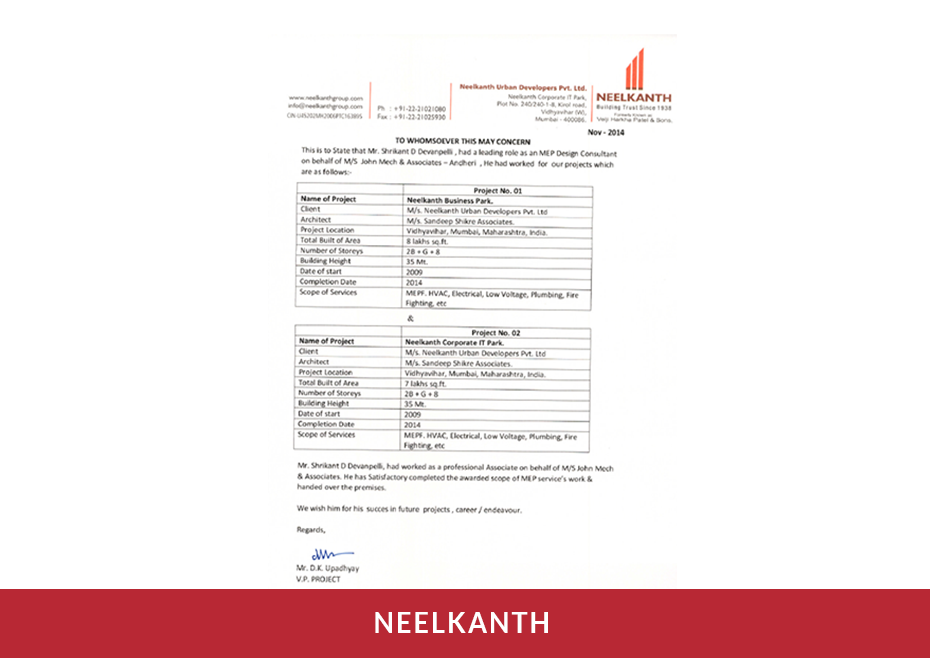 www.neelkanthgroup.com
info@neelkanthgroup.com
Ph : +91-22-21021080
Fax : +91-22-21025930
Neelkanth Urban Developers Pvt. Ltd.
Neelkanth Corporate IT Park,
Plot No. 240/240-1-8, Kirol road,
Vidhyavihar (W),
Mumbai - 400086.
NEELKANTH
Building Trust Since 1938
Formerly known as
Velji Harkha Patel & Sons.
Nov - 2014
TO WHOMSOEVER THIS MAY CONCERN
This is to State that Mr. Shrikant D Devanpelli , had a leading role as an MEP Design Consultant
on behalf of M/S John Mech & Associates – Andheri , He had worked for our projects which
are as follows:-
Project No. 01
Name of Project Neelkanth Business Park.
Client M/s. Neelkanth Urban Developers Pvt. Ltd
Architect M/s. Sandeep Shikre Associates.
Project Location Vidhyavihar, Mumbai, Maharashtra, India.
Total Built of Area 8 lakhs sq.ft.
Number of Storeys 2B + G + 8
Building Height 35 Mt.
Date of start 2009
Completion Date 2014
Scope of Services MEPF. HVAC, Electrical, Low Voltage, Plumbing, Fire
Fighting, etc
&
Project No. 02
Name of Project Neelkanth Corporate IT Park.
Client M/s. Neelkanth Urban Developers Pvt. Ltd
Architect M/s. Sandeep Shikre Associates.
Project Location Vidhyavihar, Mumbai, Maharashtra, India.
Total Built of Area 7 lakhs sq.ft.
Number of Storeys 2B + G + 8
Building Height 35 Mt.
Date of start 2009
Completion Date 2014
Scope of Services MEPF. HVAC, Electrical, Low Voltage, Plumbing, Fire
Fighting, etc
Mr. Shrikant D Devanpelli, had worked as a professional Associate on behalf of M/S John Mech
& Associates. He has Satisfactory completed the awarded scope of MEP service's work &
handed over the premises.
We wish him for his succes in future projects , career / endeavour.
Regards,
Mr. D.K. Upadhyay
V.P. PROJECT
NEELKANTH